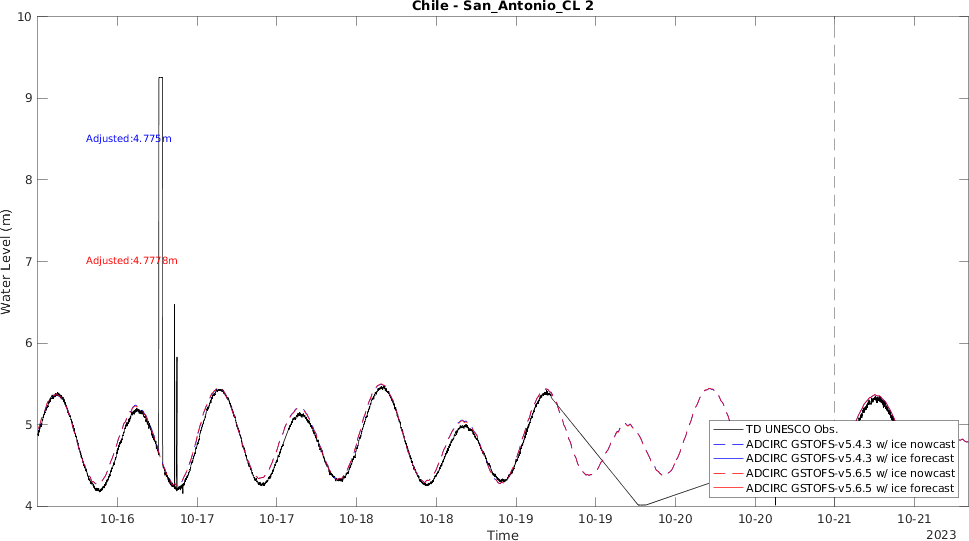 Chile - San_Antonio_CL 2
10
9
8
7
6
5
4
Water Level (m)
Adjusted:4.775m
Adjusted:4.7778m
TD UNESCO Obs.
ADCIRC GSTOFS-v5.4.3 w/ ice nowcast
ADCIRC GSTOFS-v5.4.3 w/ ice forecast
ADCIRC GSTOFS-v5.6.5 w/ ice nowcast
ADCIRC GSTOFS-v5.6.5 w/ ice forecast
10-16 10-17 10-17 10-18 10-18 10-19 10-19 10-20 10-20 10-21 10-21
Time
2023